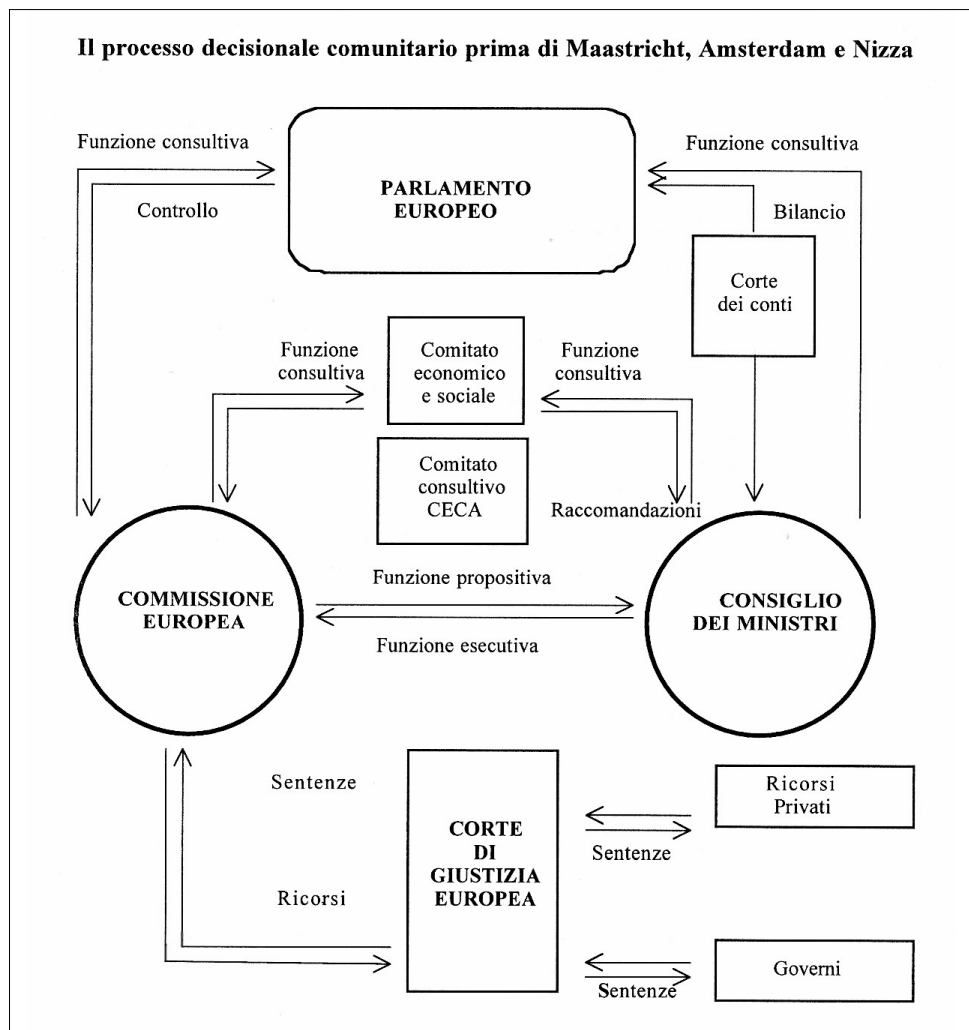 Il processo decisionale comunitario prima di Maastricht, Amsterdam e Nizza
Funzione consultiva
Funzione consultiva
PARLAMENTO
EUROPEO
Controllo
Bilancio
Corte
dei conti
Funzione
consultiva
Comitato
economico
e sociale
Funzione
consultiva
Comitato
consultivo
CECA
Raccomandazioni
Funzione propositiva
COMMISSIONE
EUROPEA
CONSIGLIO
DEI MINISTRI
Funzione esecutiva
Sentenze
Ricorsi
CORTE
DI
GIUSTIZIA
EUROPEA
Ricorsi
Privati
Sentenze
Governi
Sentenze